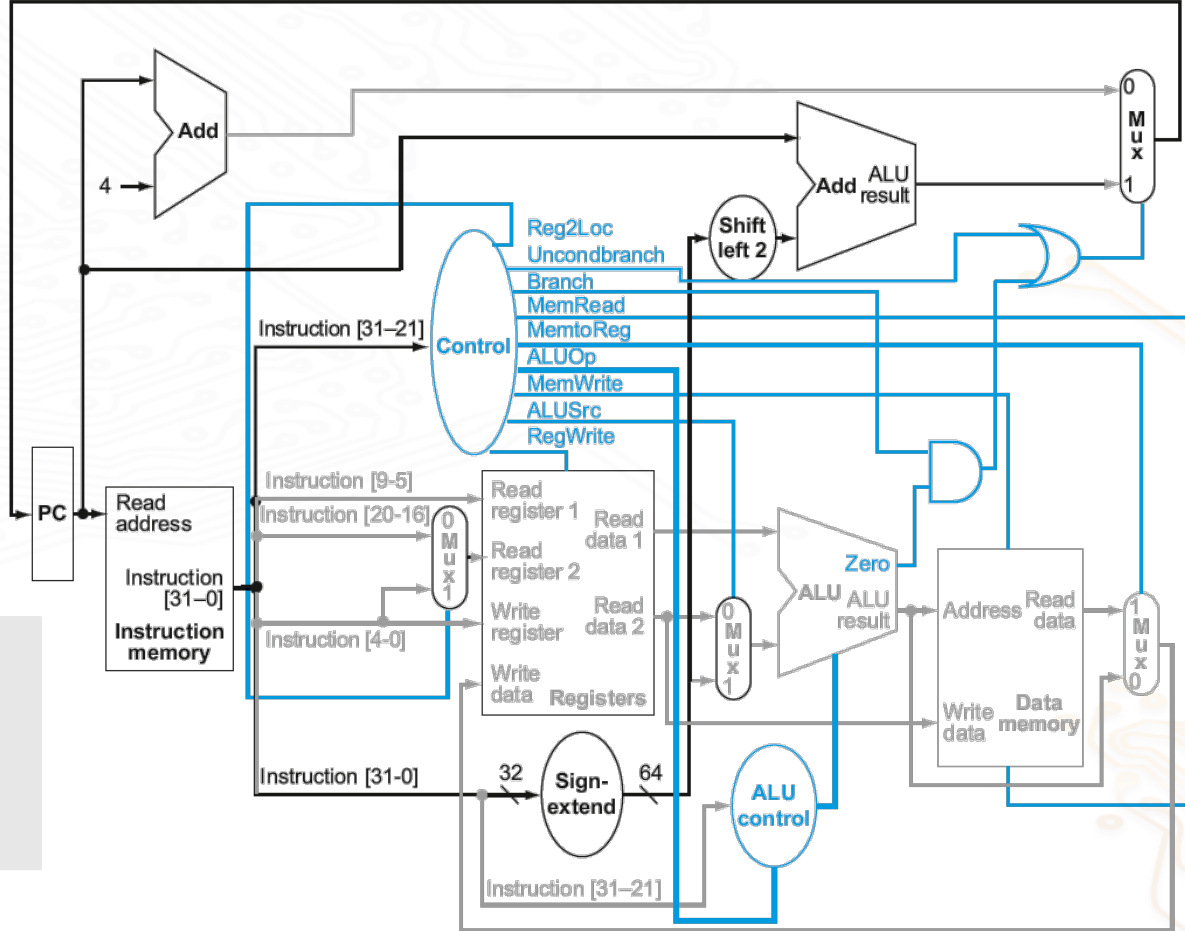 0
M
u
x
1
Add
4
Add
ALU
result
Shift
left 2
Reg2Loc
Uncondbranch
Branch
MemRead
MemtoReg
ALUOp
MemWrite
ALUSrc
RegWrite
Control
Instruction [31–21]
PC
Read
address
Instruction
[31–0]
Instruction
memory
Instruction [9-5]
Instruction [20-16]
Instruction [4-0]
0
M
u
x
1
Read
register 1
Read
register 2
Write
register
Write
data
Read
data 1
Read
data 2
Registers
0
M
u
x
1
Zero
ALU
ALU
result
Address
Read
data
Write
data
Data
memory
1
M
u
x
0
Instruction [31-0]
32
Sign-
extend
64
ALU
control
Instruction [31–21]